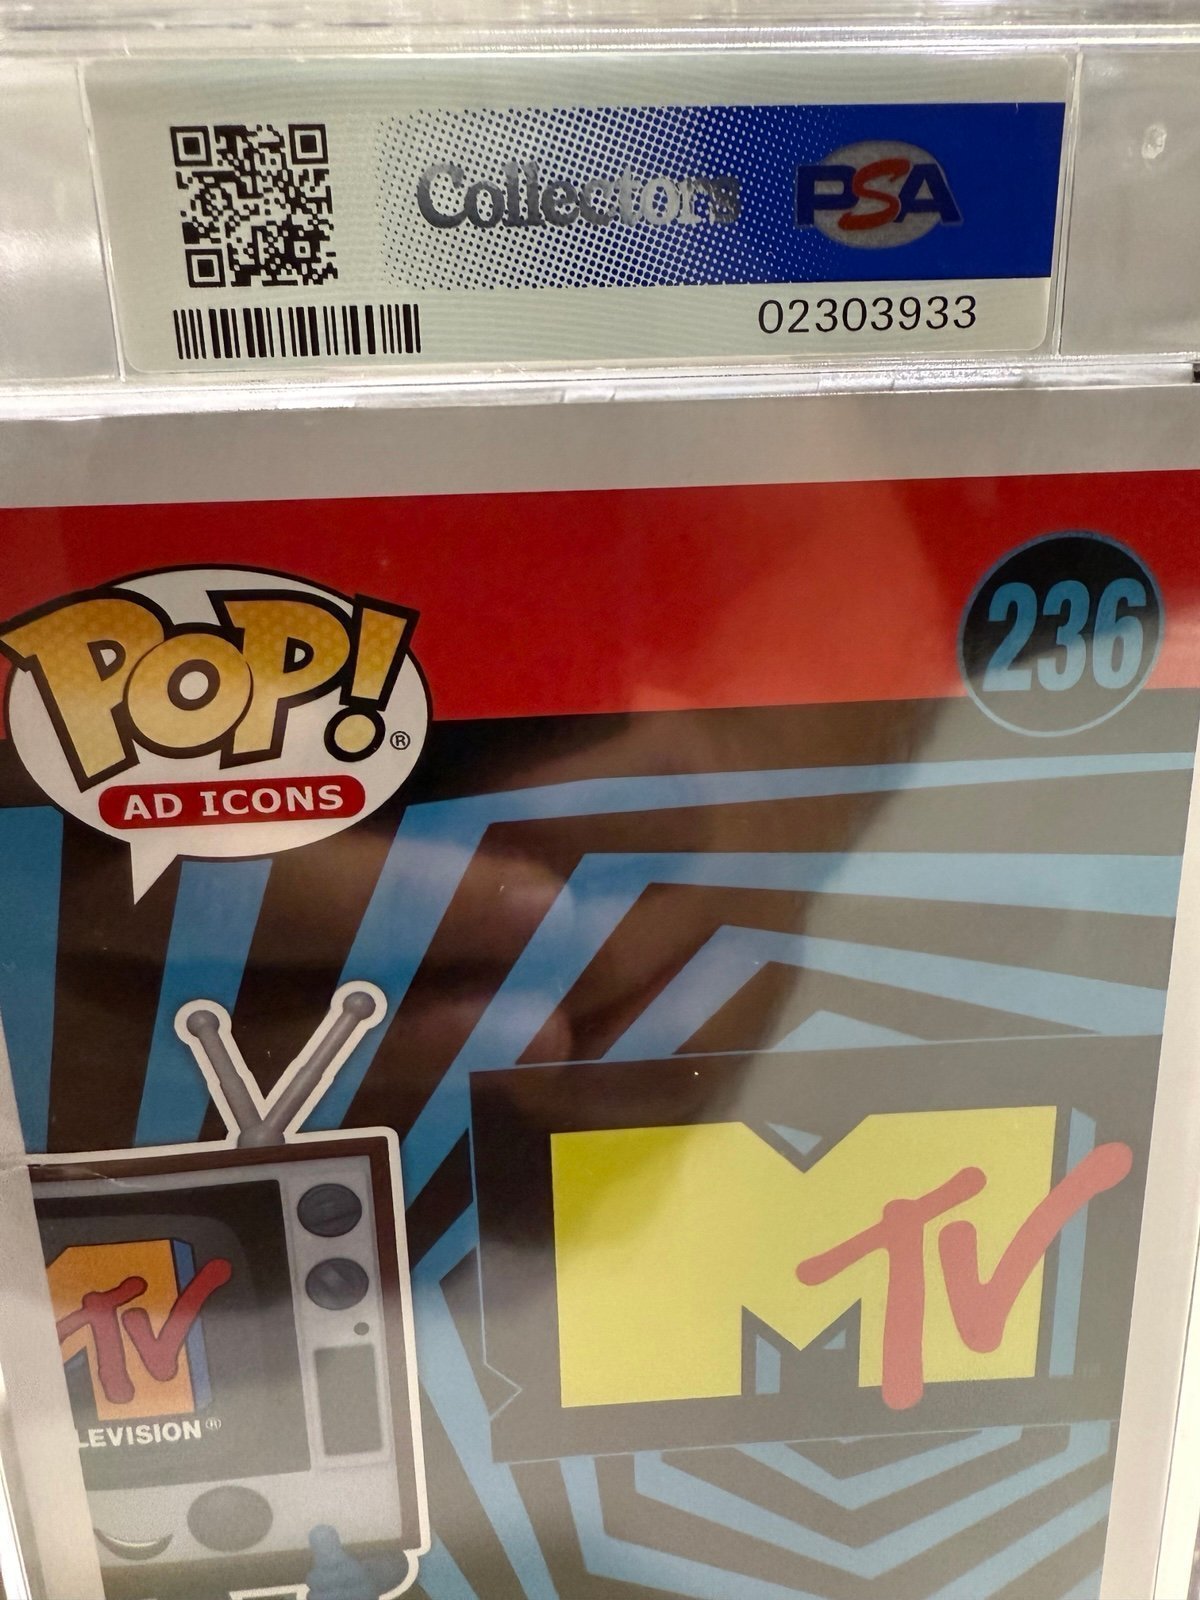 Collectors
PSA
02303933
POP!®
AD ICONS
236
MTV
MTV
LEVISION®